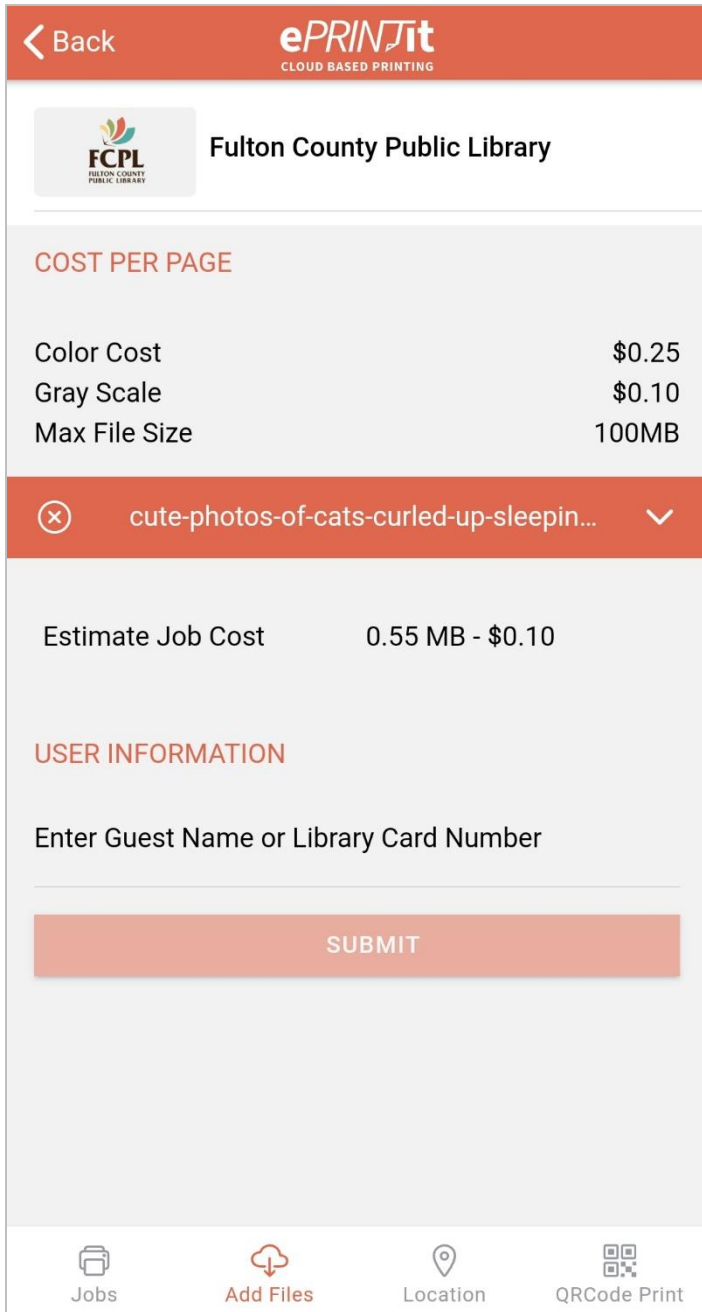 Back
ePRINTit
CLOUD BASED PRINTING
FCPL
FULTON COUNTY
PUBLIC LIBRARY
Fulton County Public Library
COST PER PAGE
Color Cost $0.25
Gray Scale $0.10
Max File Size 100MB
cute-photos-of-cats-curled-up-sleepin...
Estimate Job Cost 0.55 MB - $0.10
USER INFORMATION
Enter Guest Name or Library Card Number
SUBMIT
Jobs Add Files Location QRCode Print